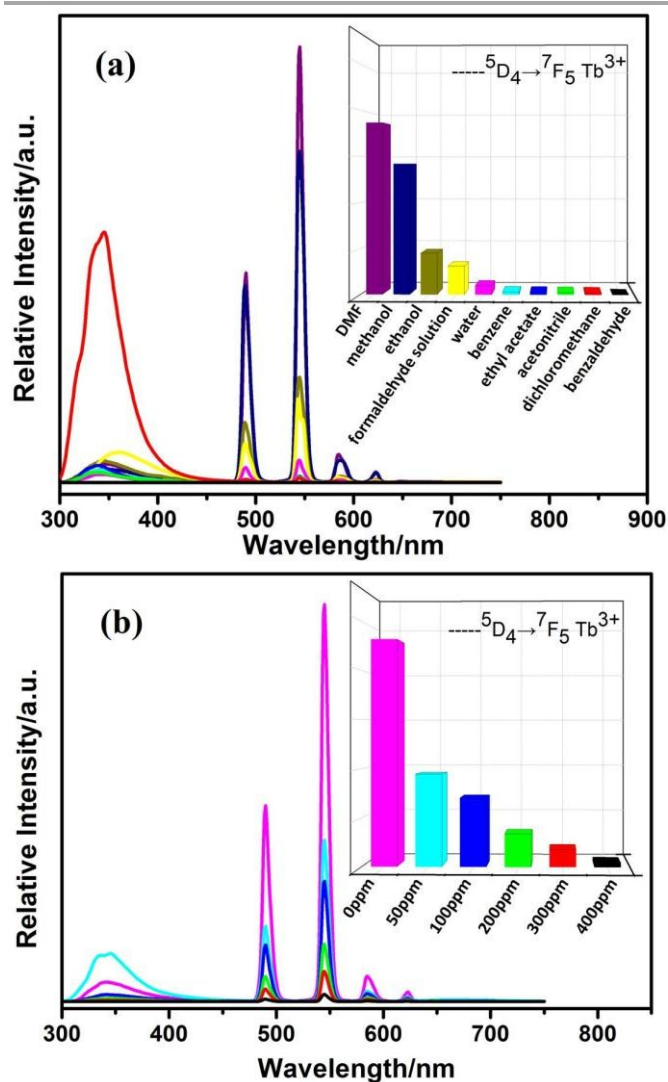 (a)
-----⁵D₄→⁷F₅ Tb³⁺
DMF
methanol
ethanol
formaldehyde solution
water
benzene
ethyl acetate
acetonitrile
dichloromethane
benzaldehyde
Relative Intensity/a.u.
300 400 500 600 700 800 900
Wavelength/nm
(b)
-----⁵D₄→⁷F₅ Tb³⁺
0ppm
50ppm
100ppm
200ppm
300ppm
400ppm
Relative Intensity/a.u.
300 400 500 600 700 800
Wavelength/nm